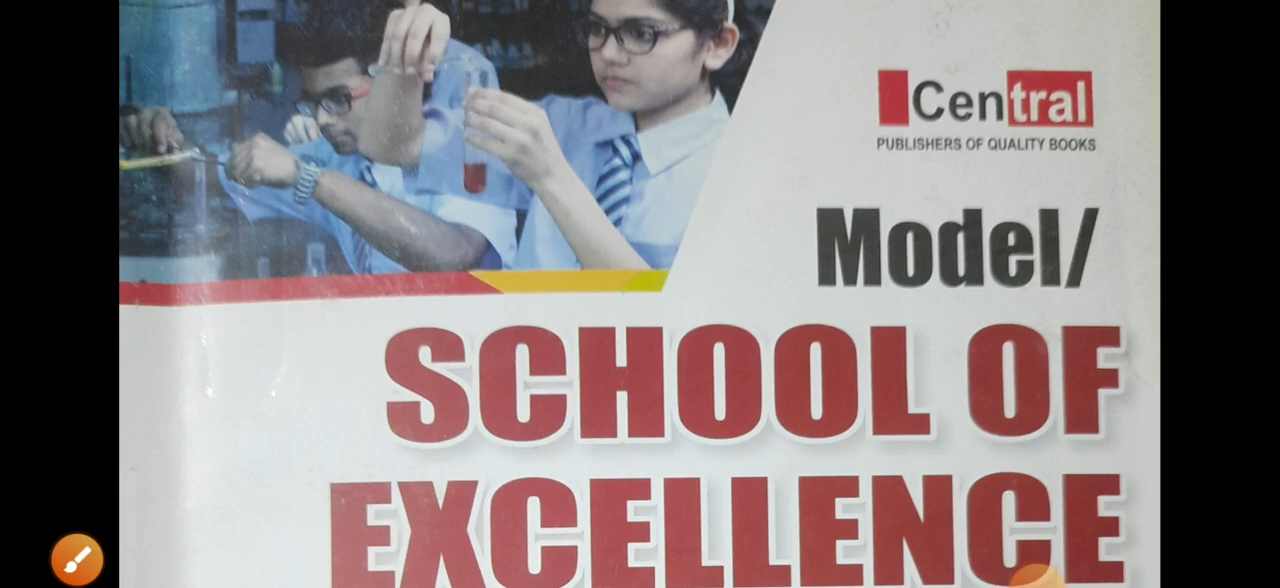 Central
PUBLISHERS OF QUALITY BOOKS
Model/
SCHOOL OF
EXCELLENCE